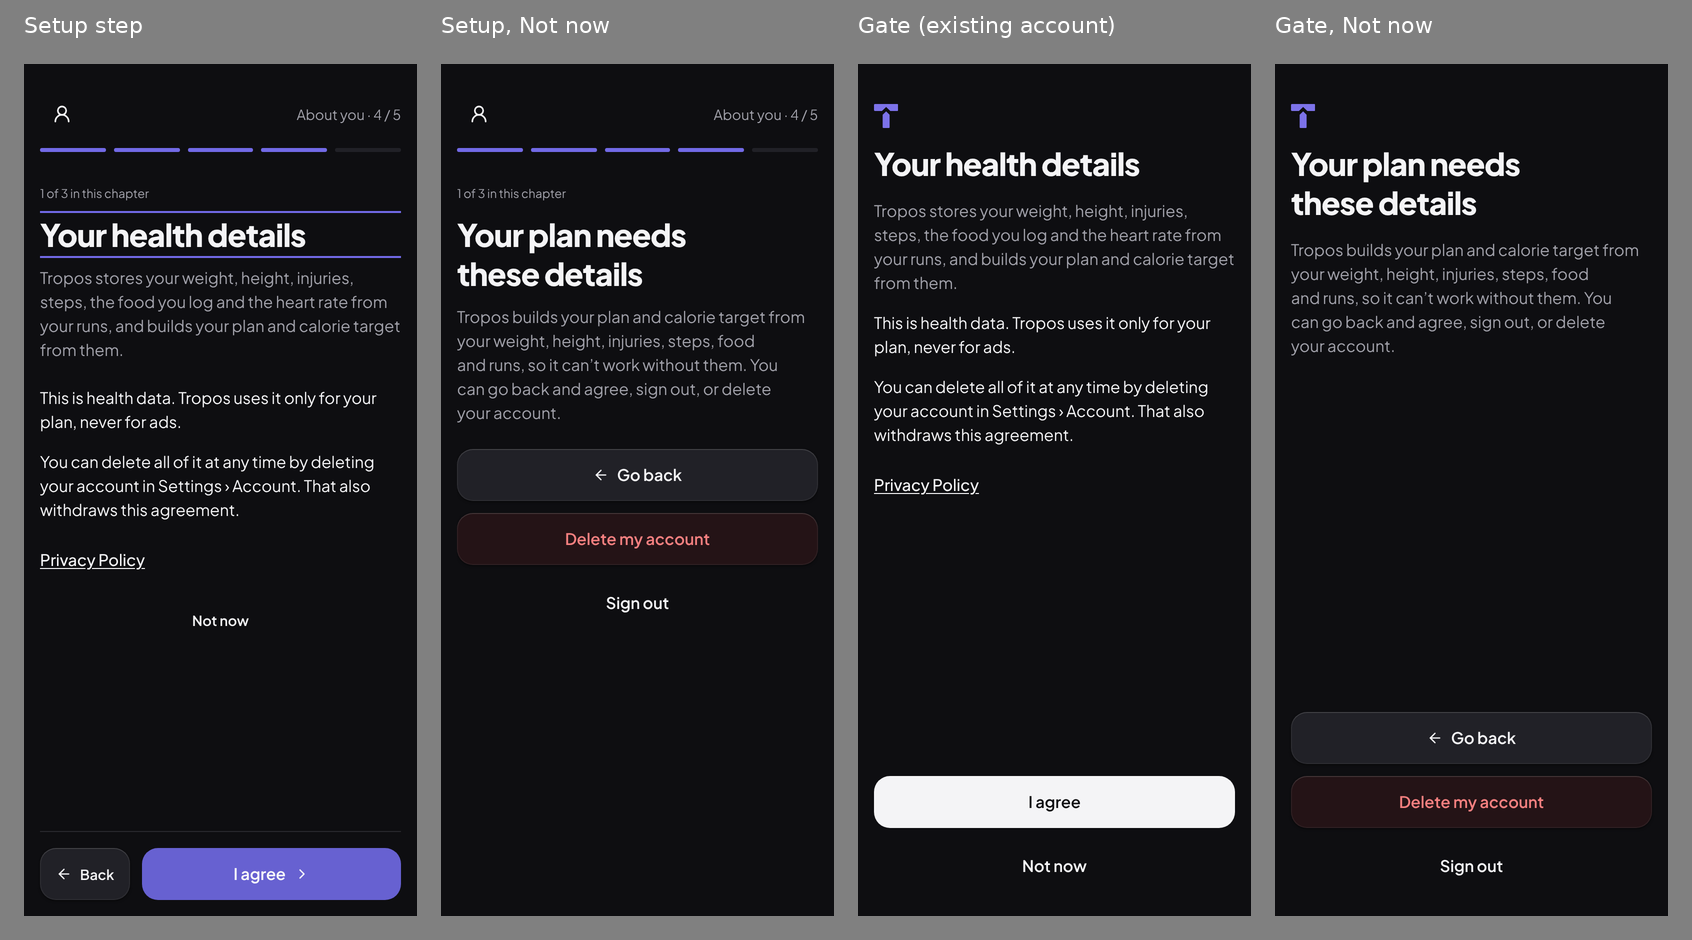 Setup step
About you · 4 / 5
1 of 3 in this chapter
Your health details
Tropos stores your weight, height, injuries,
steps, the food you log and the heart rate from
your runs, and builds your plan and calorie target
from them.
This is health data. Tropos uses it only for your
plan, never for ads.
You can delete all of it at any time by deleting
your account in Settings › Account. That also
withdraws this agreement.
Privacy Policy
Not now
Back
I agree
Setup, Not now
About you · 4 / 5
1 of 3 in this chapter
Your plan needs
these details
Tropos builds your plan and calorie target from
your weight, height, injuries, steps, food
and runs, so it can’t work without them. You
can go back and agree, sign out, or delete
your account.
Go back
Delete my account
Sign out
Gate (existing account)
Your health details
Tropos stores your weight, height, injuries,
steps, the food you log and the heart rate from
your runs, and builds your plan and calorie target
from them.
This is health data. Tropos uses it only for your
plan, never for ads.
You can delete all of it at any time by deleting
your account in Settings › Account. That also
withdraws this agreement.
Privacy Policy
I agree
Not now
Gate, Not now
Your plan needs
these details
Tropos builds your plan and calorie target from
your weight, height, injuries, steps, food
and runs, so it can’t work without them. You
can go back and agree, sign out, or delete
your account.
Go back
Delete my account
Sign out